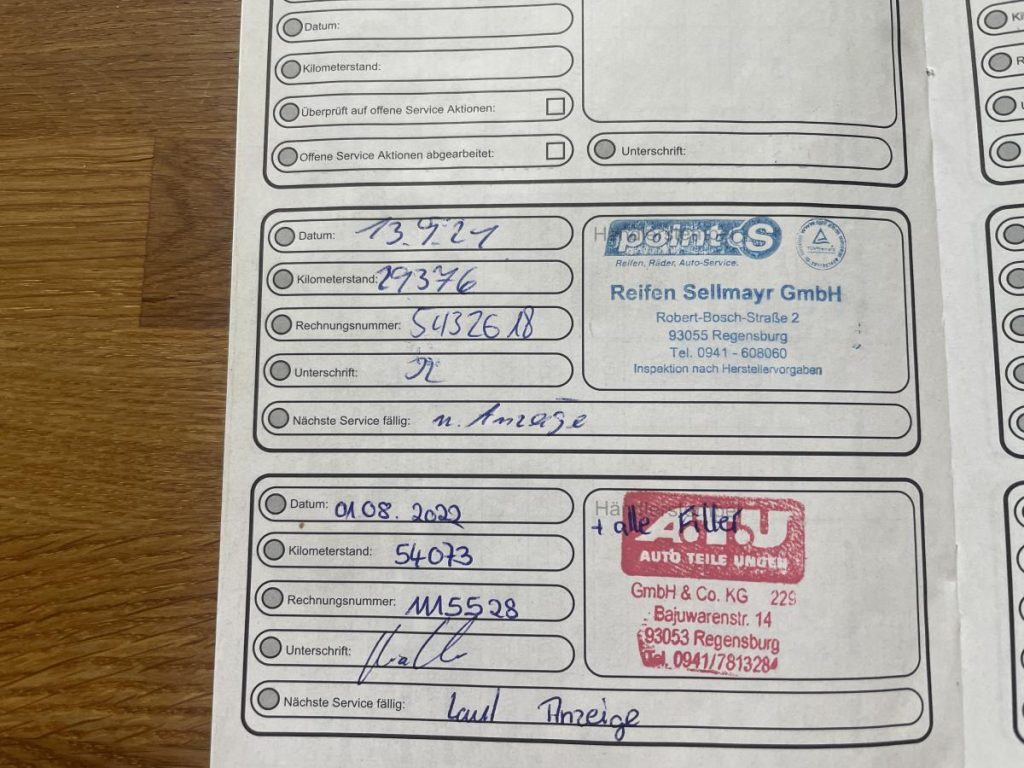 Datum:
Kilometerstand:
Überprüft auf offene Service Aktionen:
Offene Service Aktionen abgearbeitet:
Unterschrift:
Datum: 13.9.21
Kilometerstand: 29376
Rechnungsnummer: 5432618
Unterschrift:
Nächste Service fällig: n. Anzeige
point S
Reifen, Räder, Auto-Service.
Reifen Sellmayr GmbH
Robert-Bosch-Straße 2
93055 Regensburg
Tel. 0941 - 608060
Inspektion nach Herstellervorgaben
Datum: 01 08. 2022
Kilometerstand: 54073
Rechnungsnummer: 1115528
Unterschrift:
Nächste Service fällig: Laut Anzeige
+ alle Filter
A.T.U
AUTO TEILE UNGER
GmbH & Co. KG 229
Bajuwarenstr. 14
93053 Regensburg
Tel. 0941/781328